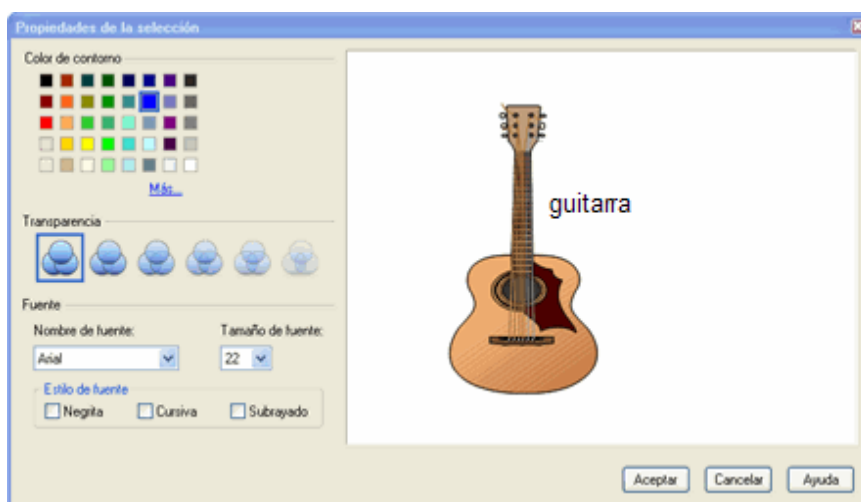 Propiedades de la selección
Color de contorno
Más...
Transparencia
Fuente
Nombre de fuente:
Tamaño de fuente:
Arial
22
Estilo de fuente
Negrita
Cursiva
Subrayado
guitarra
Aceptar
Cancelar
Ayuda